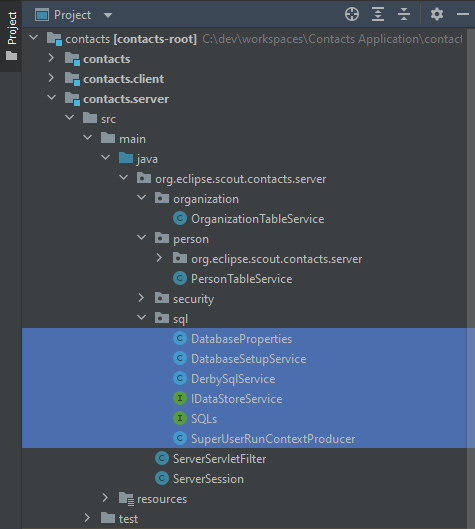 Project
Project
contacts [contacts-root] C:\dev\workspaces\Contacts Application\contact
contacts
contacts.client
contacts.server
src
main
java
org.eclipse.scout.contacts.server
organization
OrganizationTableService
person
org.eclipse.scout.contacts.server
PersonTableService
security
sql
DatabaseProperties
DatabaseSetupService
DerbySqlService
IDataStoreService
SQLs
SuperUserRunContextProducer
ServerServletFilter
ServerSession
resources
test